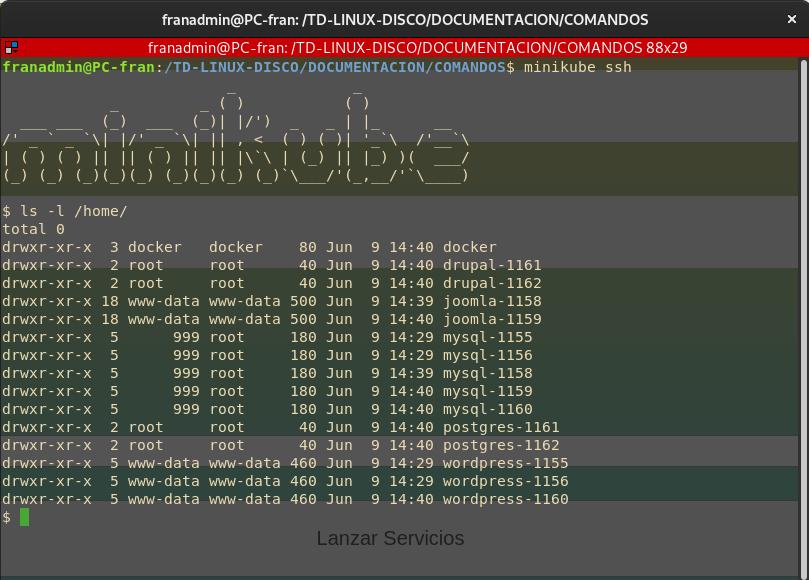 franadmin@PC-fran: /TD-LINUX-DISCO/DOCUMENTACION/COMANDOS
franadmin@PC-fran: /TD-LINUX-DISCO/DOCUMENTACION/COMANDOS 88x29
franadmin@PC-fran:/TD-LINUX-DISCO/DOCUMENTACION/COMANDOS$ minikube ssh
minikube
$ ls -l /home/
total 0
drwxr-xr-x  3 docker   docker    80 Jun  9 14:40 docker
drwxr-xr-x  2 root     root      40 Jun  9 14:40 drupal-1161
drwxr-xr-x  2 root     root      40 Jun  9 14:40 drupal-1162
drwxr-xr-x 18 www-data www-data 500 Jun  9 14:39 joomla-1158
drwxr-xr-x 18 www-data www-data 500 Jun  9 14:40 joomla-1159
drwxr-xr-x  5      999 root     180 Jun  9 14:29 mysql-1155
drwxr-xr-x  5      999 root     180 Jun  9 14:29 mysql-1156
drwxr-xr-x  5      999 root     180 Jun  9 14:39 mysql-1158
drwxr-xr-x  5      999 root     180 Jun  9 14:40 mysql-1159
drwxr-xr-x  5      999 root     180 Jun  9 14:40 mysql-1160
drwxr-xr-x  2 root     root      40 Jun  9 14:40 postgres-1161
drwxr-xr-x  2 root     root      40 Jun  9 14:40 postgres-1162
drwxr-xr-x  5 www-data www-data 460 Jun  9 14:29 wordpress-1155
drwxr-xr-x  5 www-data www-data 460 Jun  9 14:29 wordpress-1156
drwxr-xr-x  5 www-data www-data 460 Jun  9 14:40 wordpress-1160
$
Lanzar Servicios